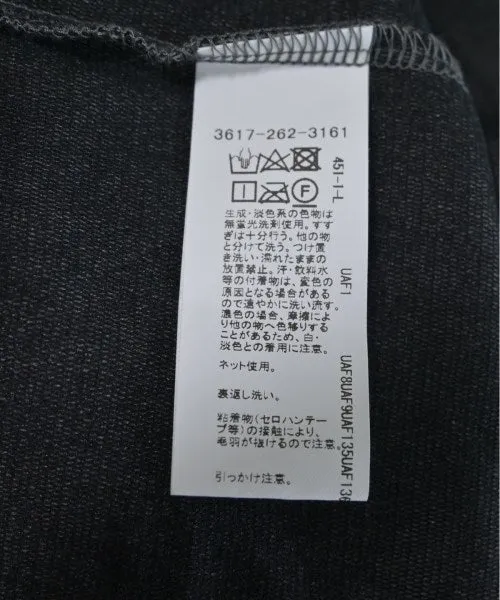 3617-262-3161
生成・淡色系の色物は
無蛍光洗剤使用。すす
ぎは十分行う。他の物
と分けて洗う。つけ置
き洗い・濡れたままの
放置禁止。汗・飲料水
等の付着物は、変色の
原因となる場合がある
ので速やかに洗い流す。
濃色の場合、摩擦によ
り他の物へ色移りする
ことがあるため、白・
淡色との着用に注意。
ネット使用。
裏返し洗い。
粘着物(セロハンテー
プ等)の接触により、
毛羽が抜けるので注意。
引っかけ注意。
451-1-L
UAF1
UAF8UAF9UAF135UAF136
F